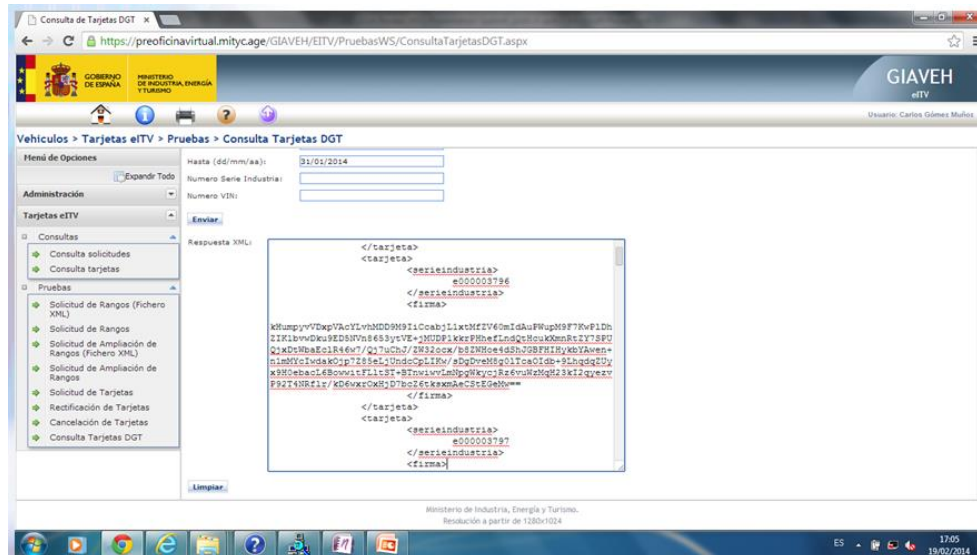 Consulta de Tarjetas DGT
https://preoficinavirtual.mityc.age/GIAVEH/EITV/PruebasWS/ConsultaTarjetasDGT.aspx
GOBIERNO DE ESPAÑA
MINISTERIO DE INDUSTRIA, ENERGÍA Y TURISMO
GIAVEH
eITV
Usuario: Carlos Gómes Muños
Vehiculos > Tarjetas eITV > Pruebas > Consulta Tarjetas DGT
Menú de Opciones
Expandir Todo
Administración
Tarjetas eITV
Consultas
Consulta solicitudes
Consulta tarjetas
Pruebas
Solicitud de Rangos (Fichero
XML)
Solicitud de Rangos
Solicitud de Ampliación de
Rangos (Fichero XML)
Solicitud de Ampliación de
Rangos
Solicitud de Tarjetas
Rectificación de Tarjetas
Cancelación de Tarjetas
Consulta Tarjetas DGT
Hasta (dd/mm/aa): 31/01/2014
Numero Serie Industria:
Numero VIN:
Enviar
Respuesta XML:
</tarjeta>
<tarjeta>
<serieindustria>
e000003796
</serieindustria>
<firma>
</firma>
</tarjeta>
<tarjeta>
<serieindustria>
e000003797
</serieindustria>
<firma>
Limpiar
Ministerio de Industria, Energía y Turismo.
Resolución a partir de 1280x1024
ES
17:05
19/02/2014